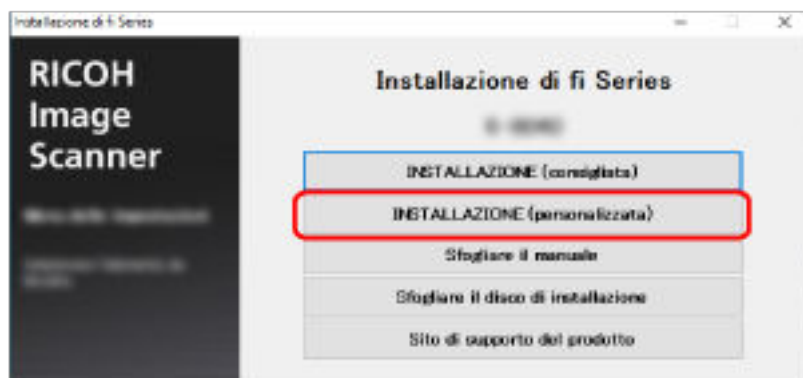 Installazione di fi Series
RICOH
Image
Scanner
Installazione di fi Series
INSTALLAZIONE (consigliata)
INSTALLAZIONE (personalizzata)
Sfogliare il manuale
Sfogliare il disco di installazione
Sito di supporto del prodotto